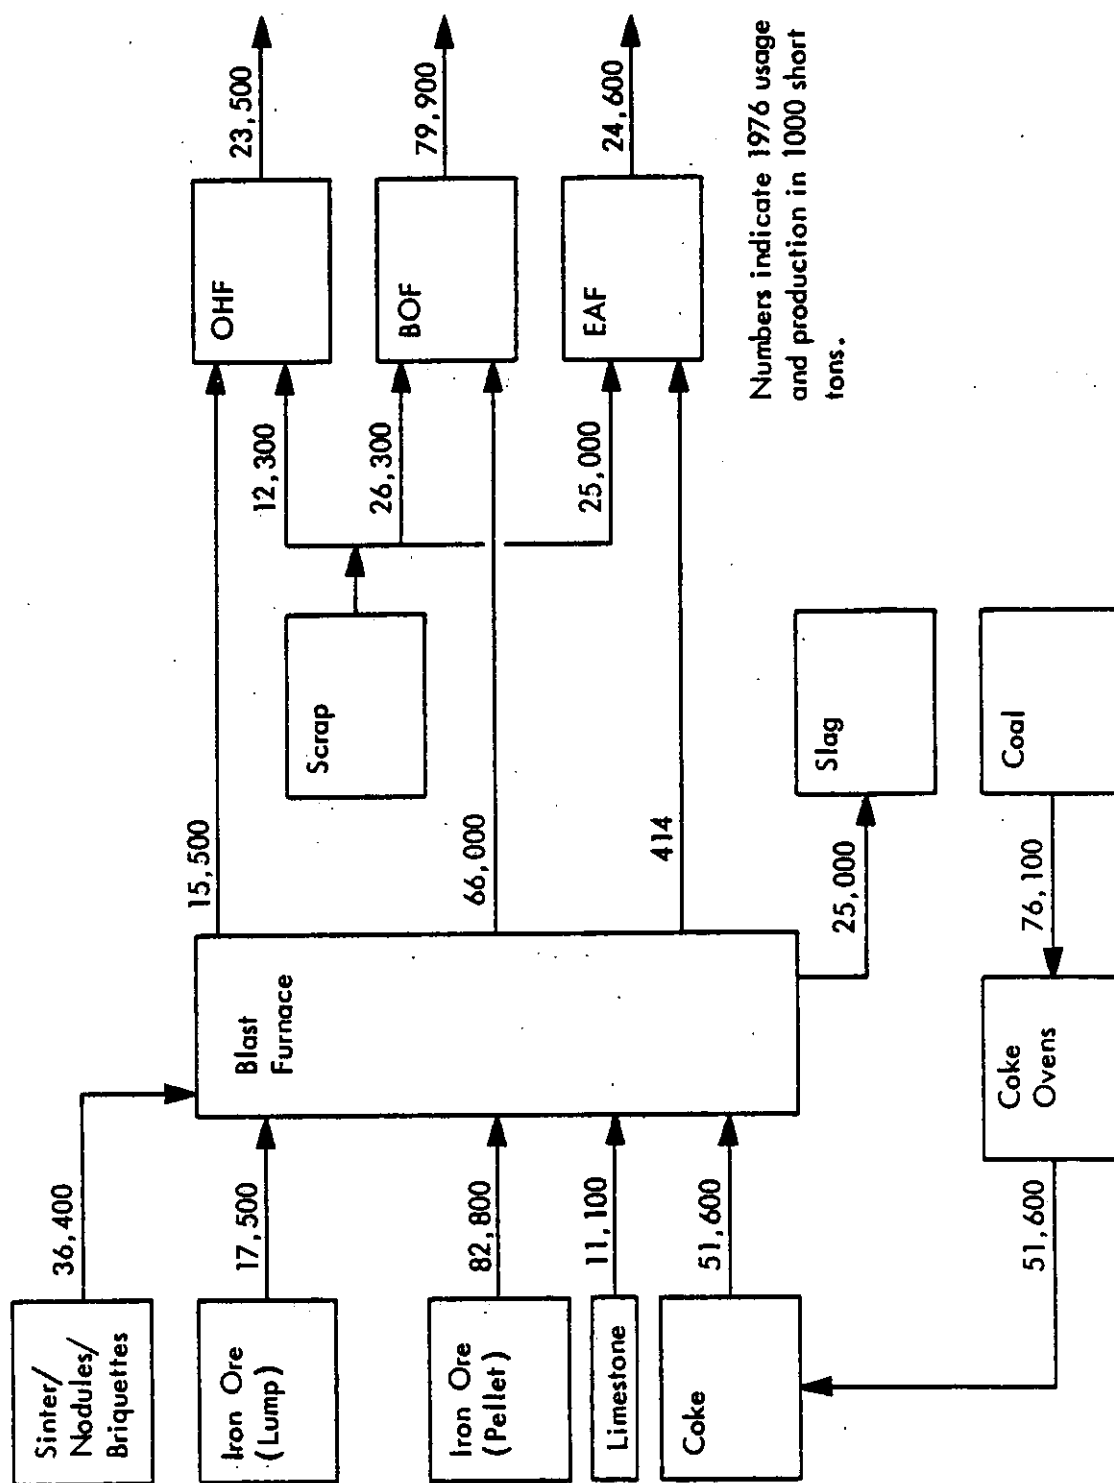 Sinter/
Nodules/
Briquettes
36,400
Iron Ore
(Lump)
17,500
Iron Ore
(Pellet)
82,800
Limestone
11,100
Coke
51,600
51,600
Blast
Furnace
Coke
Ovens
15,500
66,000
414
25,000
76,100
Scrap
Slag
Coal
12,300
26,300
25,000
OHF
BOF
EAF
23,500
79,900
24,600
Numbers indicate 1976 usage
and production in 1000 short
tons.